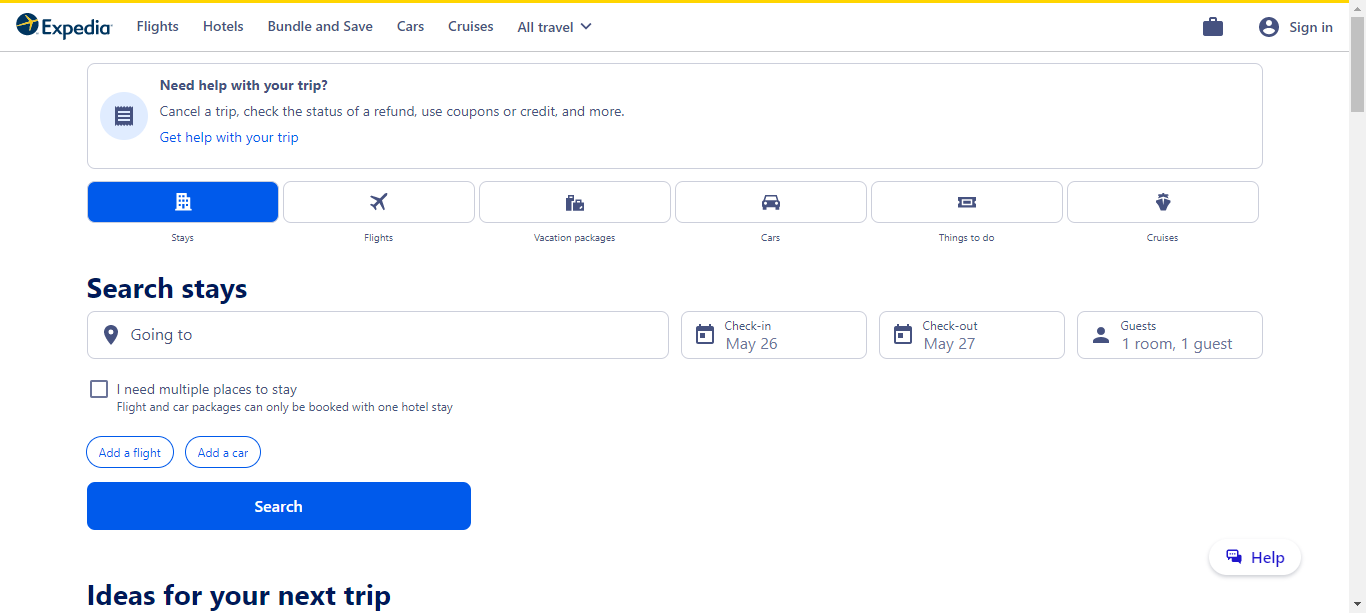 Expedia Flights Hotels Bundle and Save Cars Cruises All travel Sign in
Need help with your trip?
Cancel a trip, check the status of a refund, use coupons or credit, and more.
Get help with your trip
Stays Flights Vacation packages Cars Things to do Cruises
Search stays
Going to
Check-in
May 26
Check-out
May 27
Guests
1 room, 1 guest
I need multiple places to stay
Flight and car packages can only be booked with one hotel stay
Add a flight Add a car
Search
Help
Ideas for your next trip